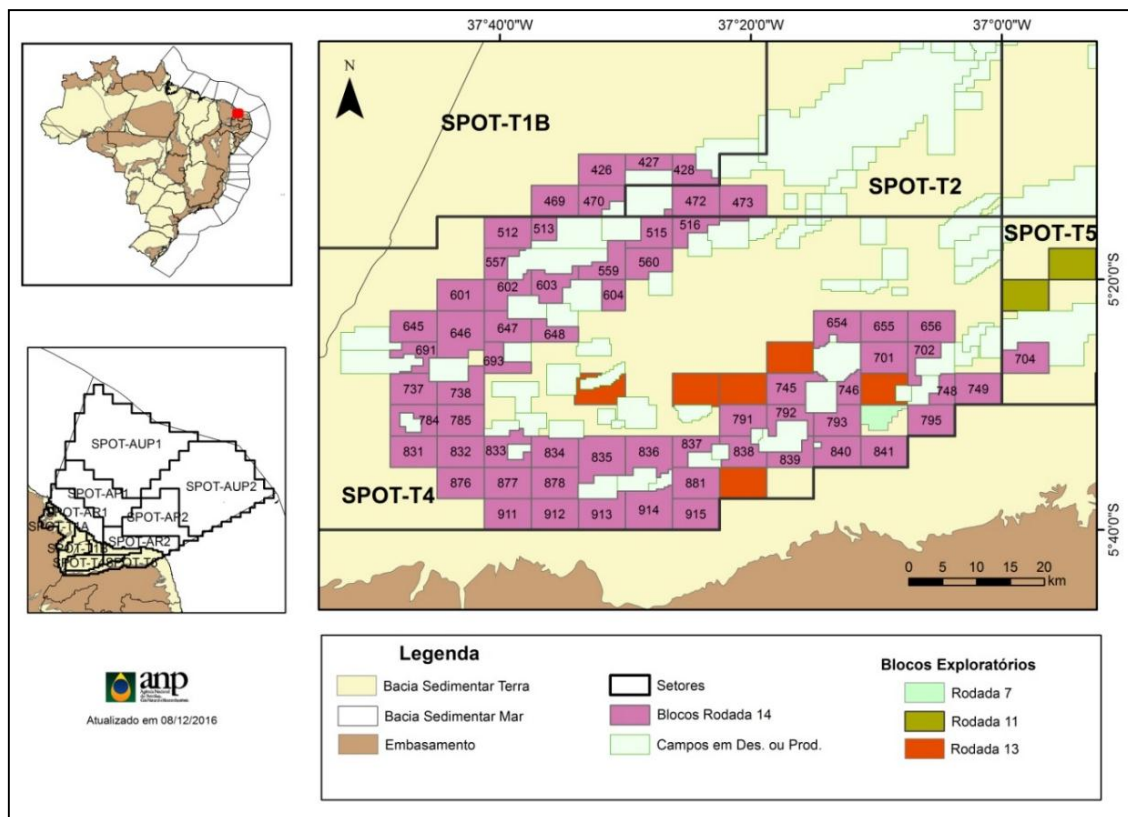 37°40'0"W
37°20'0"W
37°0'0"W
N
SPOT-T1B
SPOT-T2
SPOT-T5
SPOT-T4
426
427
428
469
470
472
473
512
513
515
516
557
559
560
601
602
603
604
645
646
647
648
654
655
656
691
693
701
702
704
737
738
745
746
748
749
784
785
791
792
793
795
831
832
833
834
835
836
837
838
839
840
841
876
877
878
881
911
912
913
914
915
5°20'0"S
5°40'0"S
0 5 10 15 20
km
SPOT-AUP1
SPOT-AUP2
SPOT-AP1
SPOT-AR1
SPOT-AP2
SPOT-T1A
SPOT-AR2
anp
Atualizado em 08/12/2016
Legenda
Bacia Sedimentar Terra
Bacia Sedimentar Mar
Embasamento
Setores
Blocos Rodada 14
Campos em Des. ou Prod.
Blocos Exploratórios
Rodada 7
Rodada 11
Rodada 13